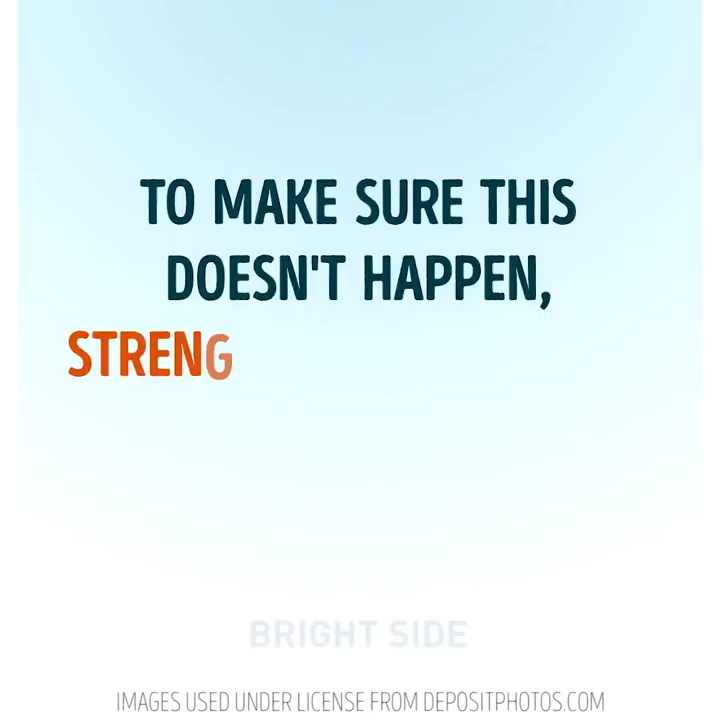 TO MAKE SURE THIS
DOESN'T HAPPEN,
STRENG
BRIGHT SIDE
IMAGES USED UNDER LICENSE FROM DEPOSITPHOTOS.COM